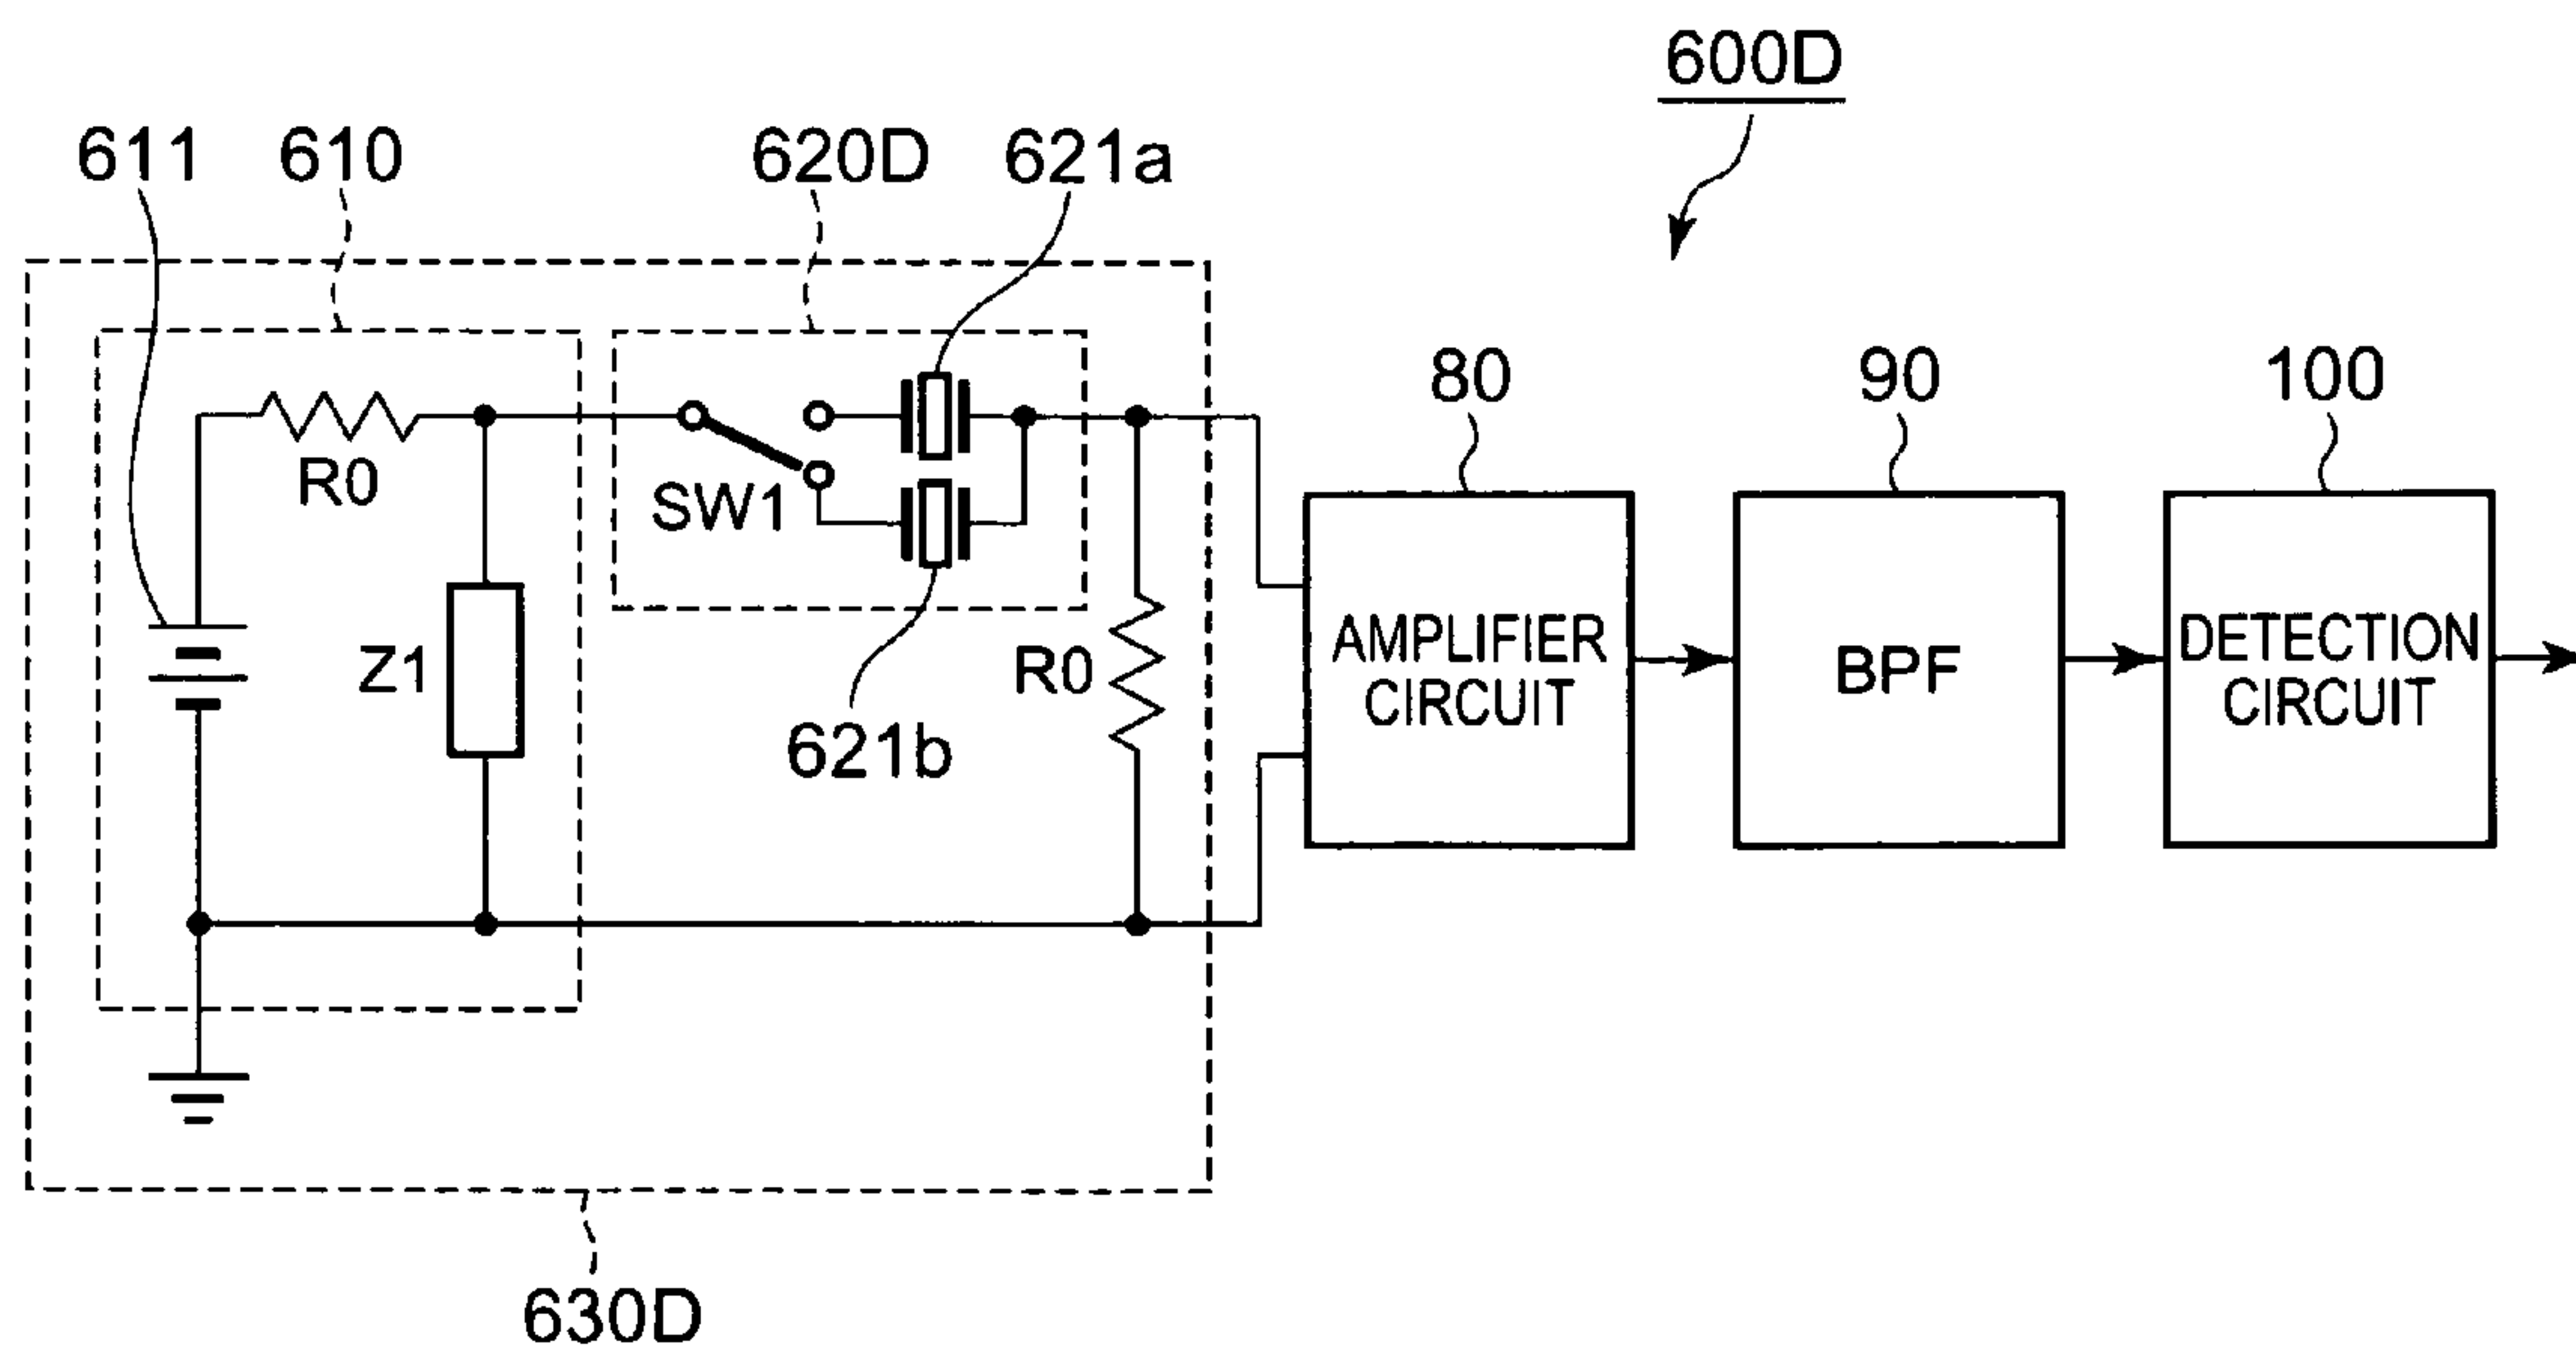 600D
611
610
620D
621a
80
90
100
R0
SW1
Z1
621b
R0
AMPLIFIER
CIRCUIT
BPF
DETECTION
CIRCUIT
630D